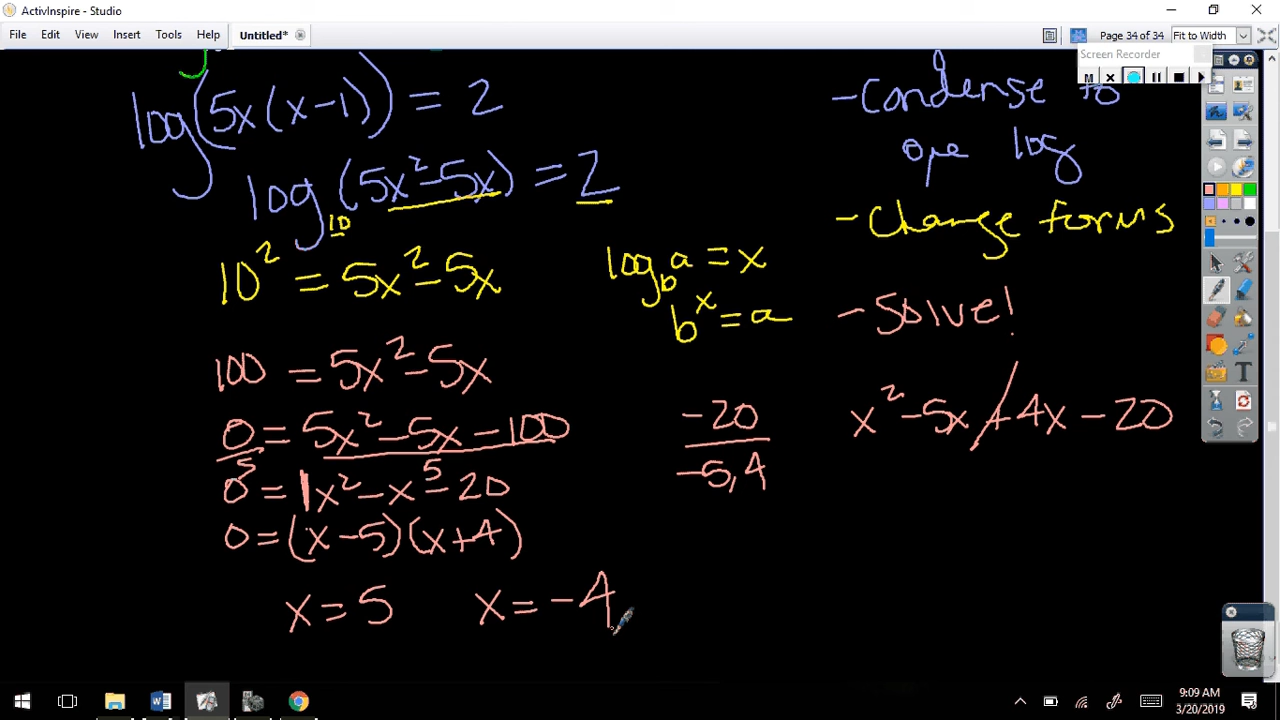 ActivInspire - Studio
File Edit View Insert Tools Help Untitled* Page 34 of 34 Fit to Width
Screen Recorder
log(5x(x-1)) = 2
log₁₀(5x²-5x) = 2
10² = 5x²-5x
100 = 5x²-5x
0 = 5x²-5x-100
5 5
0 = 1x²-x-20
0 = (x-5)(x+4)
x = 5 x = -4
log_b a = x
b^x = a
-20
-5, 4
-Condense to
one log
-Change forms
-Solve!
x²-5x+4x-20
9:09 AM
3/20/2019